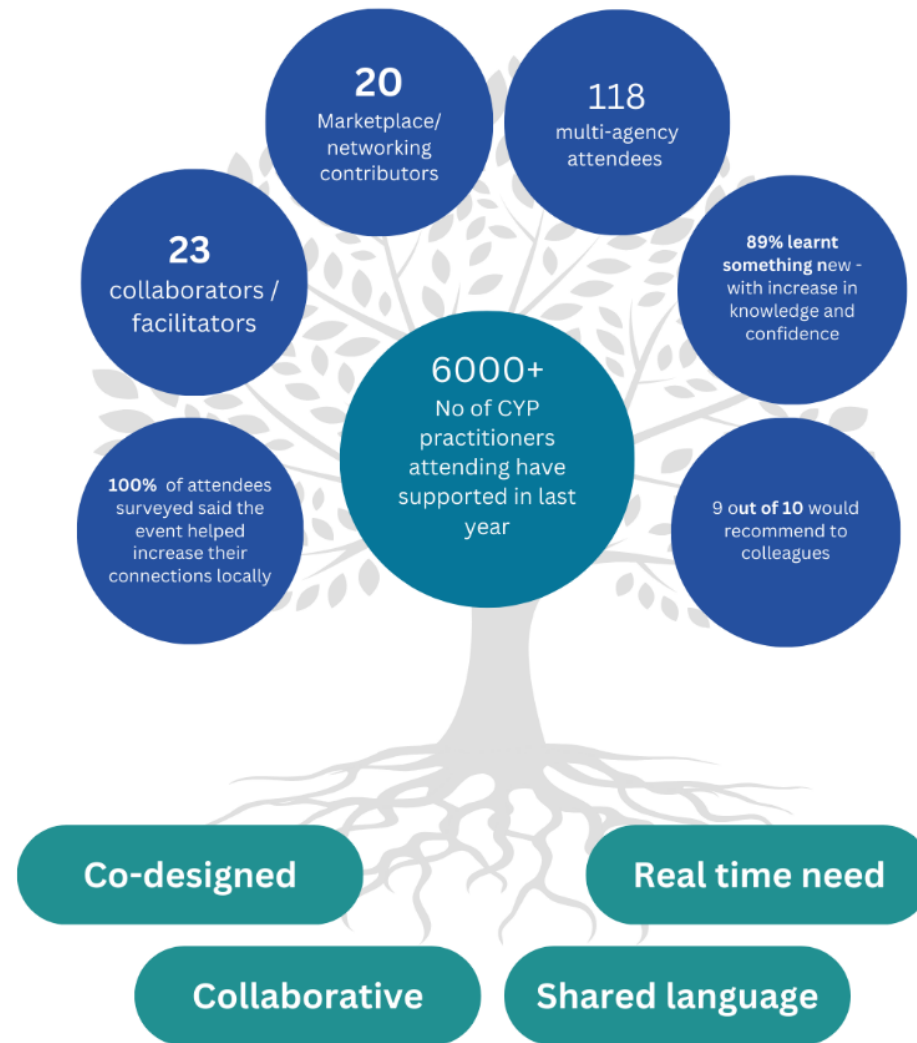 20
Marketplace/
networking
contributors
118
multi-agency
attendees
23
collaborators /
facilitators
89% learnt
something new -
with increase in
knowledge and
confidence
6000+
No of CYP
practitioners
attending have
supported in last
year
100% of attendees
surveyed said the
event helped
increase their
connections locally
9 out of 10 would
recommend to
colleagues
Co-designed
Real time need
Collaborative
Shared language